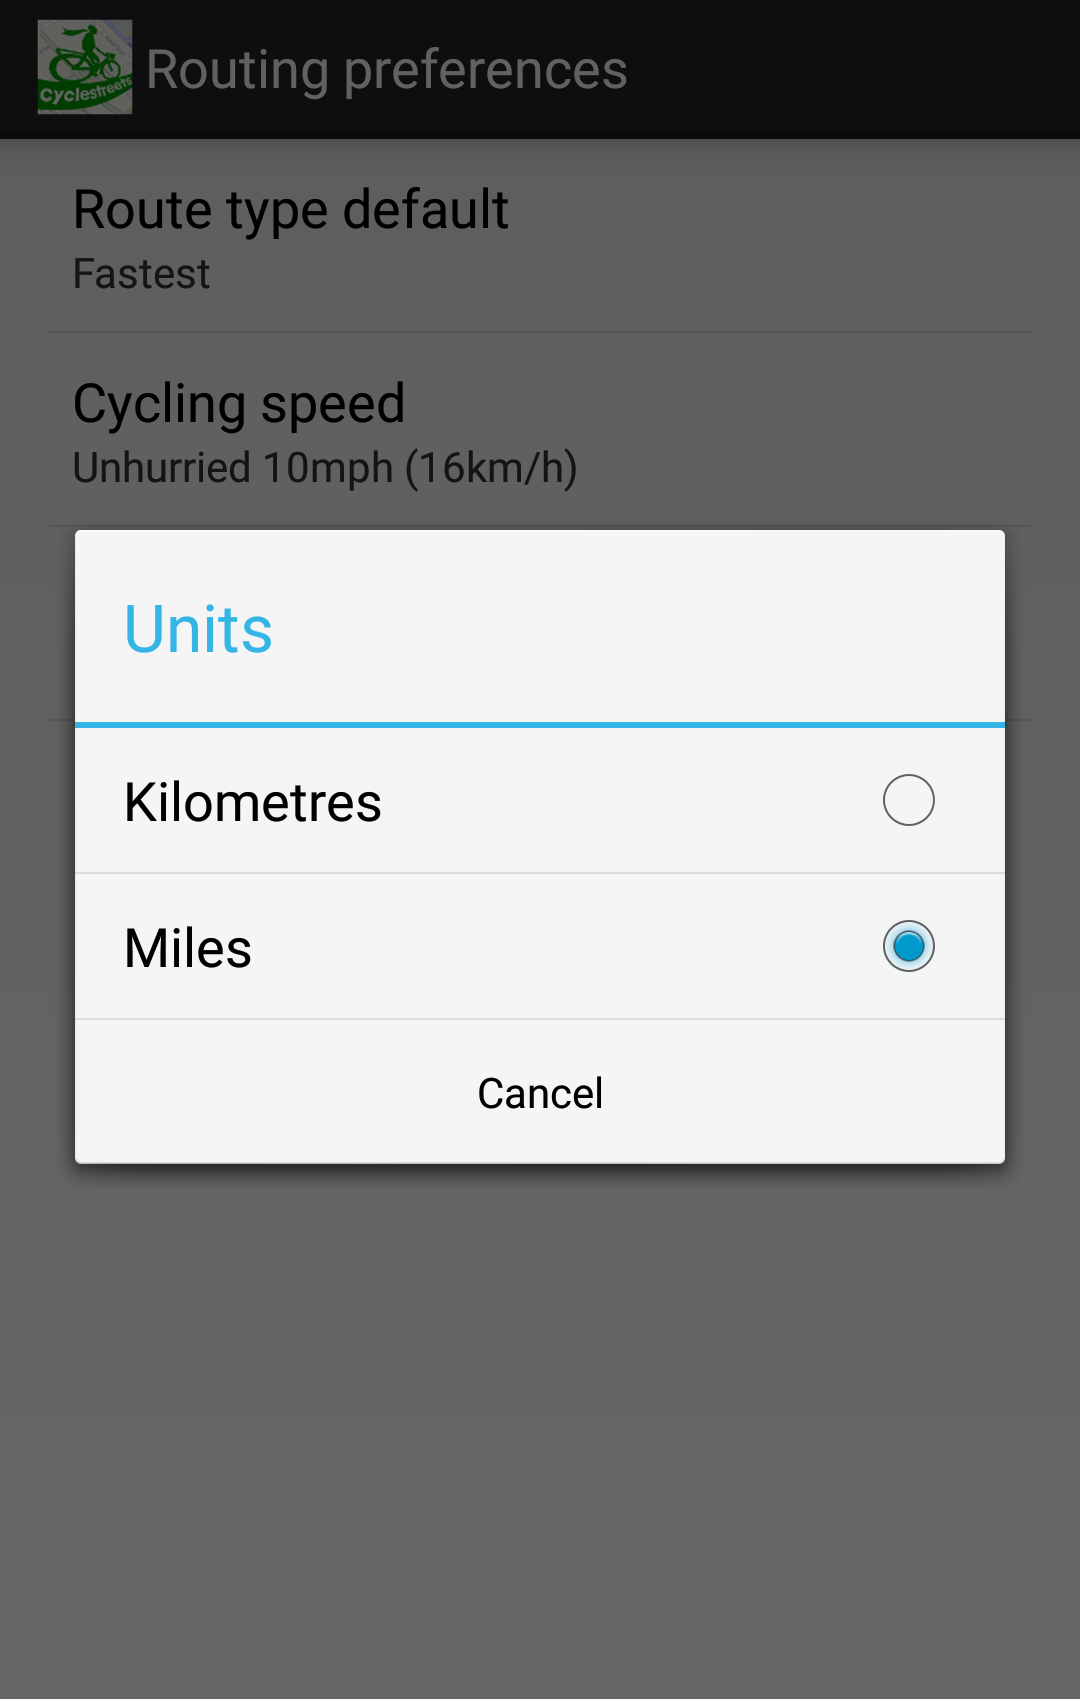 Cyclestreets
Routing preferences
Route type default
Fastest
Cycling speed
Unhurried 10mph (16km/h)
Units
Kilometres
Miles
Cancel